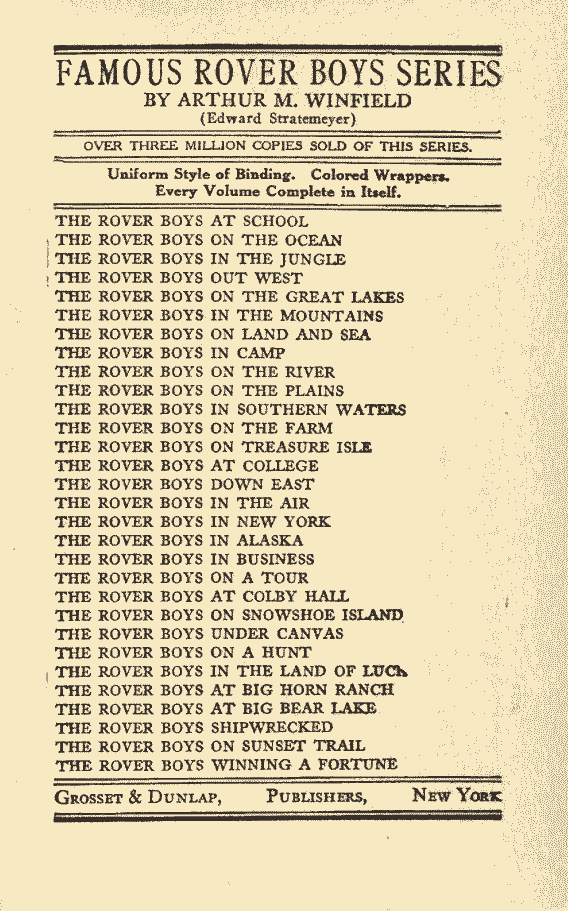 FAMOUS ROVER BOYS SERIES
BY ARTHUR M. WINFIELD
(Edward Stratemeyer)
OVER THREE MILLION COPIES SOLD OF THIS SERIES.
Uniform Style of Binding. Colored Wrappers.
Every Volume Complete in Itself.
THE ROVER BOYS AT SCHOOL
THE ROVER BOYS ON THE OCEAN
THE ROVER BOYS IN THE JUNGLE
THE ROVER BOYS OUT WEST
THE ROVER BOYS ON THE GREAT LAKES
THE ROVER BOYS IN THE MOUNTAINS
THE ROVER BOYS ON LAND AND SEA
THE ROVER BOYS IN CAMP
THE ROVER BOYS ON THE RIVER
THE ROVER BOYS ON THE PLAINS
THE ROVER BOYS IN SOUTHERN WATERS
THE ROVER BOYS ON THE FARM
THE ROVER BOYS ON TREASURE ISLE
THE ROVER BOYS AT COLLEGE
THE ROVER BOYS DOWN EAST
THE ROVER BOYS IN THE AIR
THE ROVER BOYS IN NEW YORK
THE ROVER BOYS IN ALASKA
THE ROVER BOYS IN BUSINESS
THE ROVER BOYS ON A TOUR
THE ROVER BOYS AT COLBY HALL
THE ROVER BOYS ON SNOWSHOE ISLAND
THE ROVER BOYS UNDER CANVAS
THE ROVER BOYS ON A HUNT
THE ROVER BOYS IN THE LAND OF LUCK
THE ROVER BOYS AT BIG HORN RANCH
THE ROVER BOYS AT BIG BEAR LAKE
THE ROVER BOYS SHIPWRECKED
THE ROVER BOYS ON SUNSET TRAIL
THE ROVER BOYS WINNING A FORTUNE
GROSSET & DUNLAP, PUBLISHERS, NEW YORK